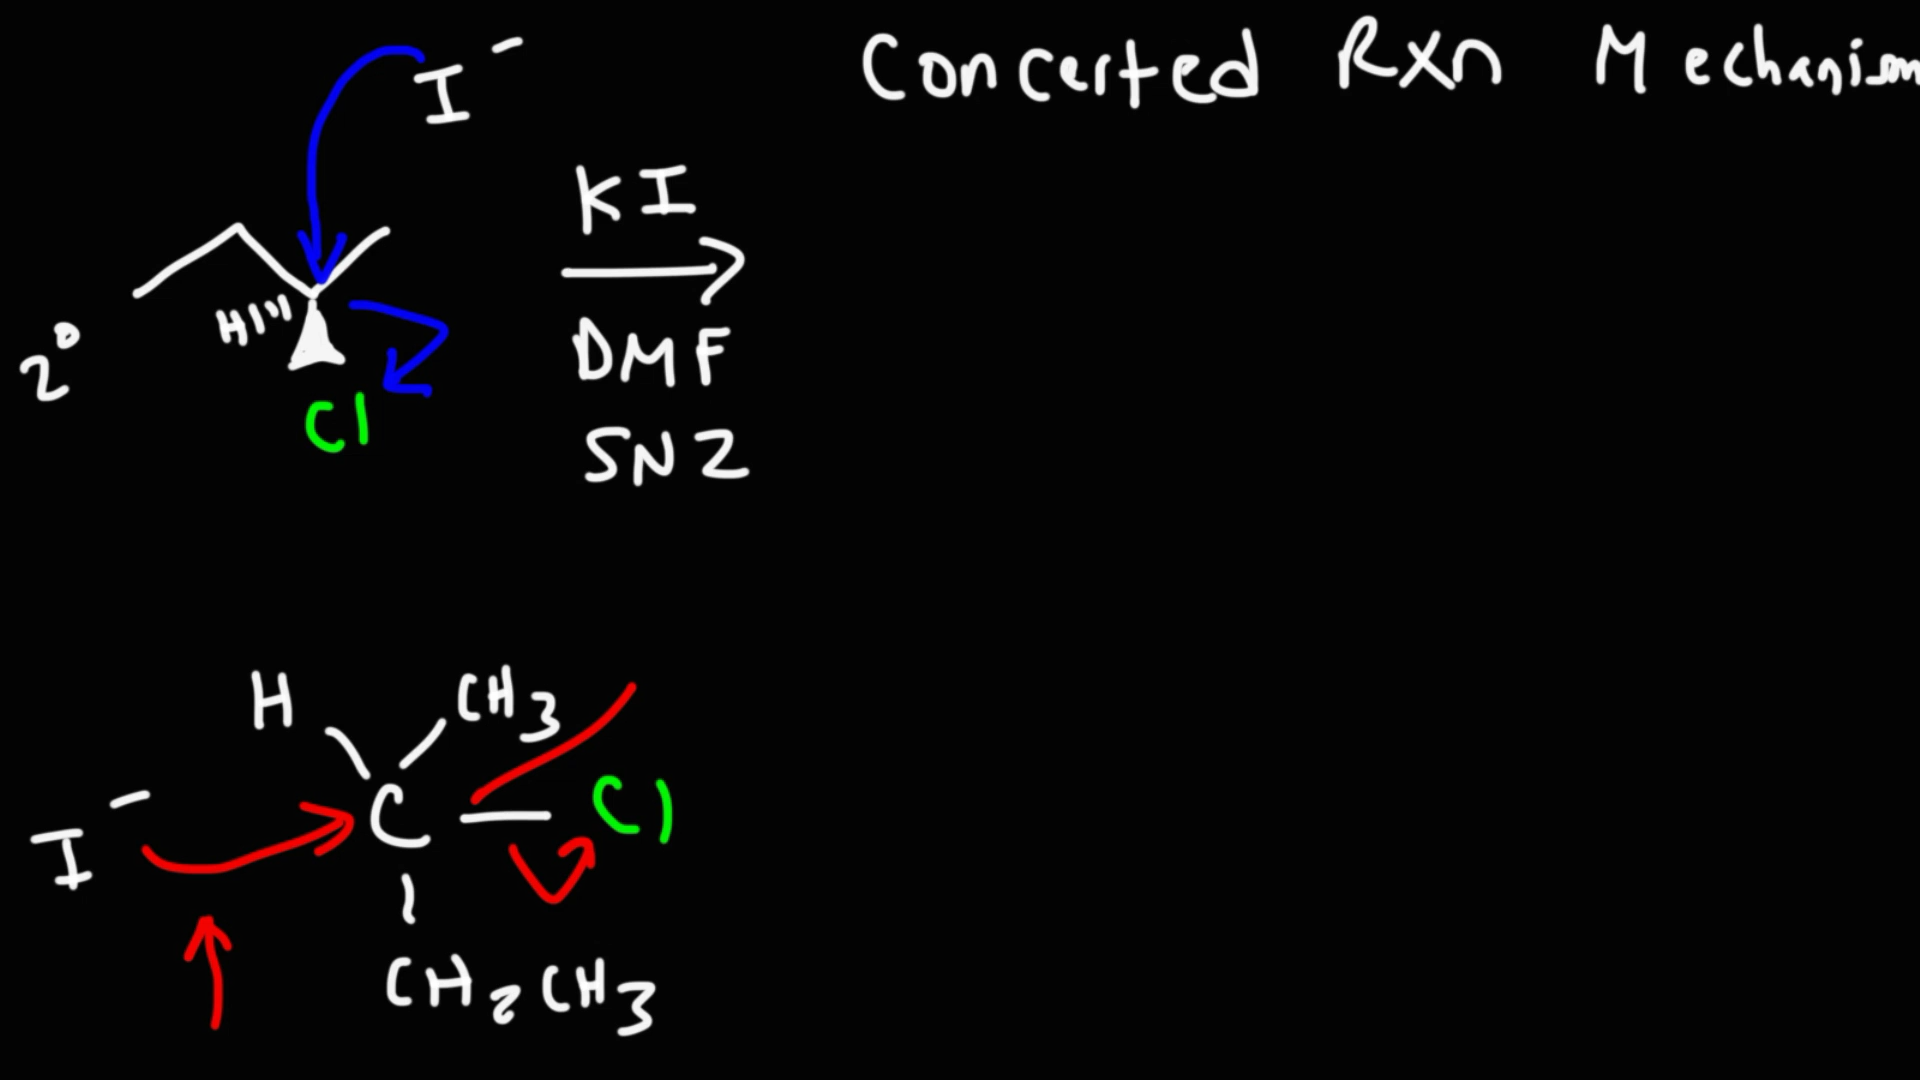 Concerted Rxn Mechanism
I⁻
KI
DMF
SN2
2°
H
Cl
H
CH3
I⁻
C
Cl
CH2CH3